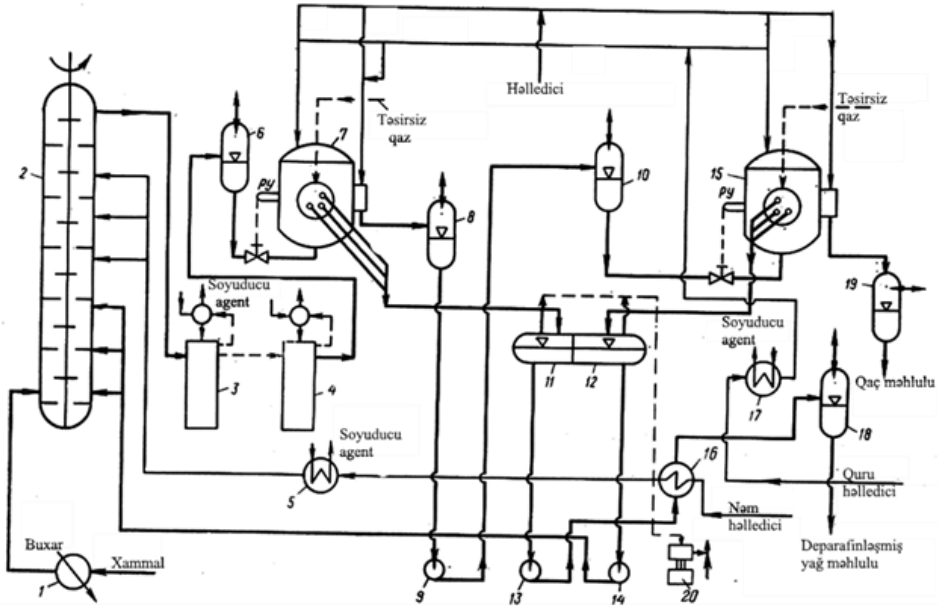 Həlledici
Təsirsiz
qaz
Təsirsiz
qaz
6
7
2
РУ
8
10
15
РУ
Soyuducu
agent
19
3
4
11
12
Soyuducu
agent
17
Qaç məhlulu
18
Soyuducu
agent
5
16
Quru
həlledici
Nəm
həlledici
Buxar
Xammal
1
9
13
14
20
Deparafinləşmiş
yağ məhlulu